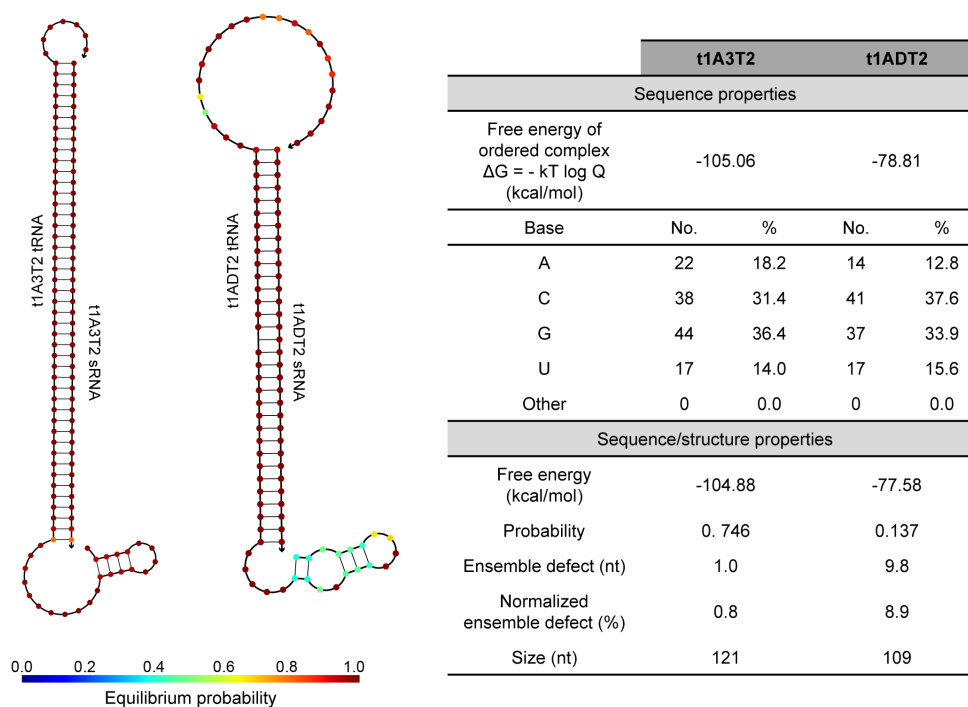 t1A3T2 tRNA
t1A3T2 sRNA
t1ADT2 tRNA
t1ADT2 sRNA
0.0 0.2 0.4 0.6 0.8 1.0
Equilibrium probability
t1A3T2 t1ADT2
Sequence properties
Free energy of
ordered complex
ΔG = - kT log Q
(kcal/mol)
-105.06 -78.81
Base No. % No. %
A 22 18.2 14 12.8
C 38 31.4 41 37.6
G 44 36.4 37 33.9
U 17 14.0 17 15.6
Other 0 0.0 0 0.0
Sequence/structure properties
Free energy
(kcal/mol)
-104.88 -77.58
Probability 0. 746 0.137
Ensemble defect (nt) 1.0 9.8
Normalized
ensemble defect (%)
0.8 8.9
Size (nt) 121 109